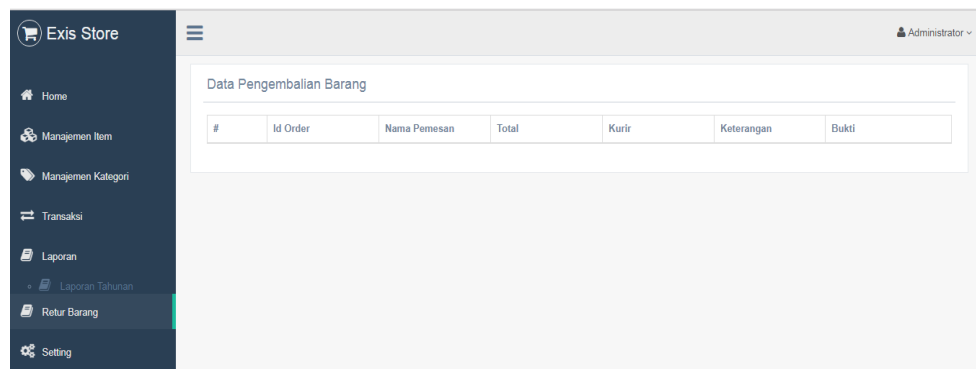 Exis Store
Administrator
Home
Manajemen Item
Manajemen Kategori
Transaksi
Laporan
» Laporan Tahunan
Retur Barang
Setting
Data Pengembalian Barang
# Id Order Nama Pemesan Total Kurir Keterangan Bukti